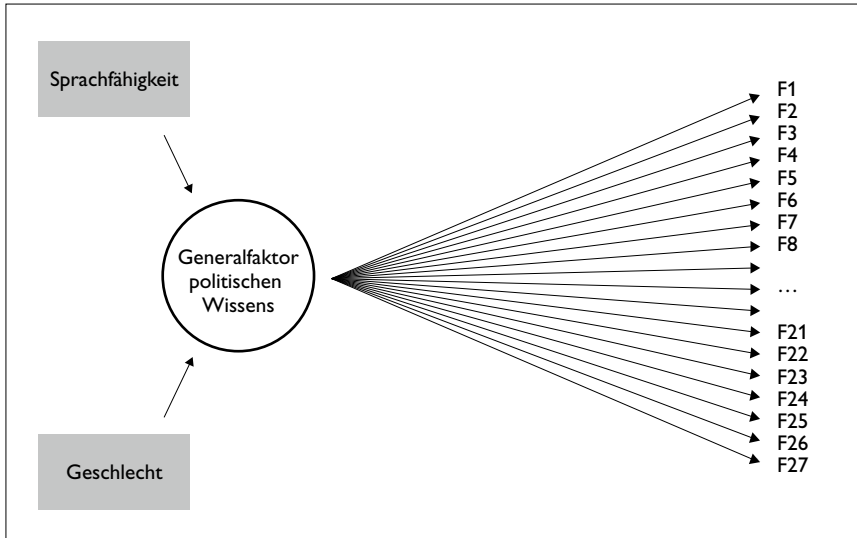 Sprachfähigkeit
Generalfaktor
politischen
Wissens
Geschlecht
F1
F2
F3
F4
F5
F6
F7
F8
…
F21
F22
F23
F24
F25
F26
F27